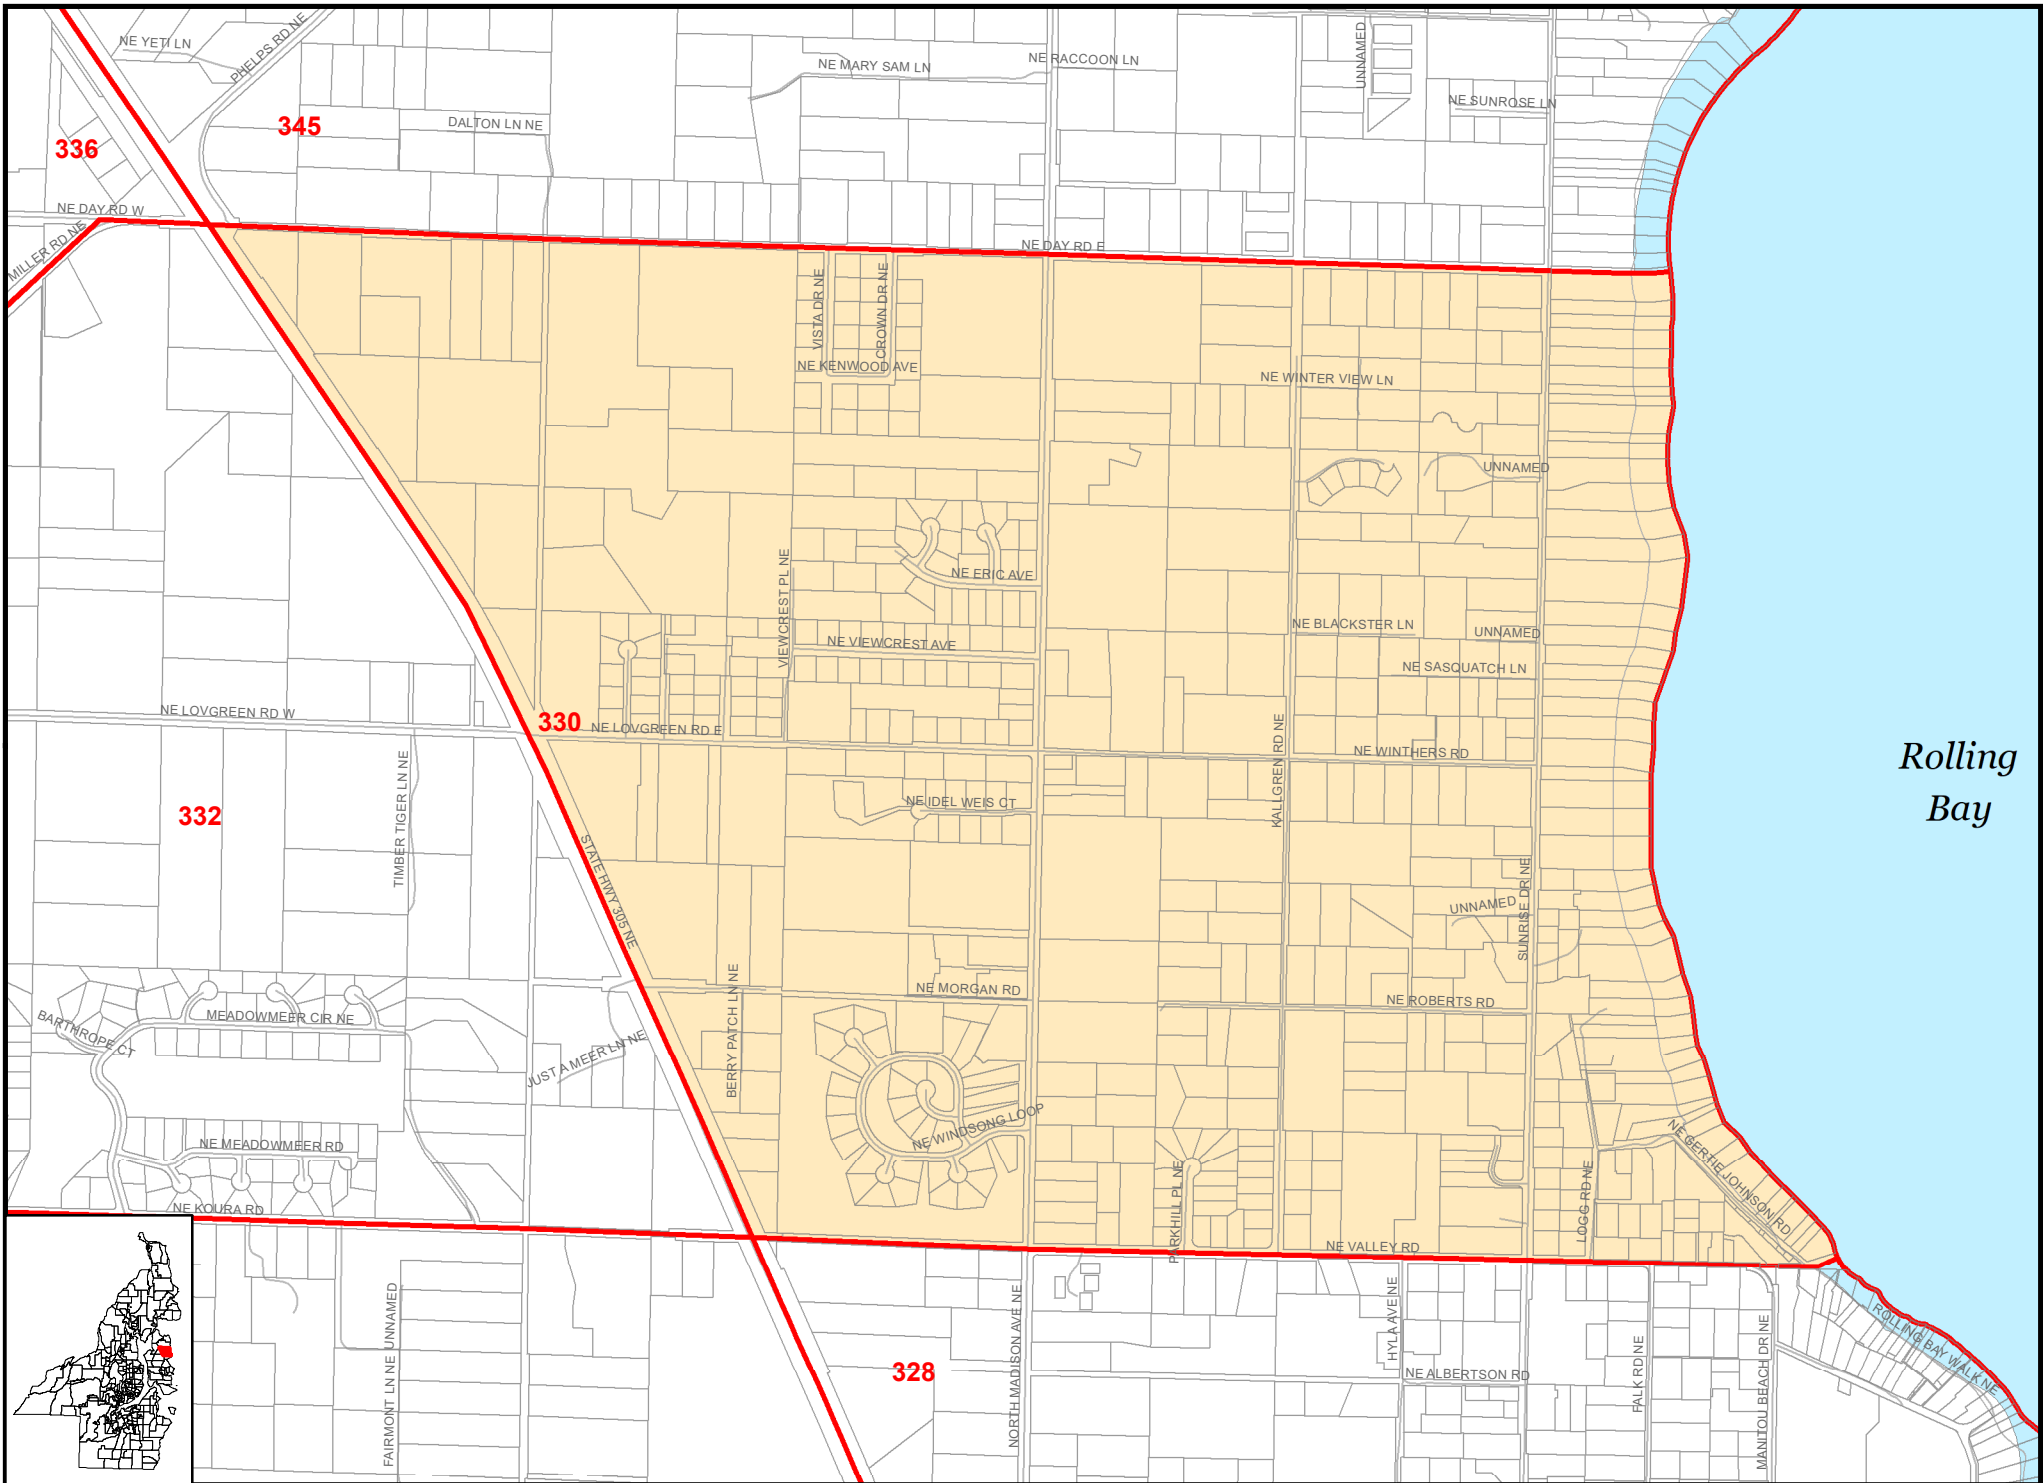 NE YETI LN
PHELPS RD NE
NE MARY SAM LN
NE RACCOON LN
UNNAMED
NE SUNROSE LN
345
DALTON LN NE
336
NE DAY RD W
MILLER RD NE
NE DAY RD E
VISTA DR NE
CROWN DR NE
NE KENWOOD AVE
NE WINTER VIEW LN
UNNAMED
NE ERIC AVE
VIEWCREST PL NE
NE VIEWCREST AVE
NE BLACKSTER LN
UNNAMED
NE SASQUATCH LN
NE LOVGREEN RD W
330
NE LOVGREEN RD E
KALLGREN RD NE
NE WINTHERS RD
Rolling
Bay
332
TIMBER TIGER LN NE
NE IDEL WEIS CT
STATE HWY 305 NE
SUNRISE DR NE
UNNAMED
NE MORGAN RD
NE ROBERTS RD
BERRY PATCH LN NE
MEADOWMEER CIR NE
BARTHROPE CT
JUST A MEER LN NE
NE WINDSONG LOOP
NE MEADOWMEER RD
NE GERTIE JOHNSON RD
PARKHILL PL NE
LOGG RD NE
NE KOURA RD
NE VALLEY RD
FAIRMONT LN NE
UNNAMED
328
NORTH MADISON AVE NE
HYLA AVE NE
NE ALBERTSON RD
FALK RD NE
MANITOU BEACH DR NE
ROLLING BAY WALK NE